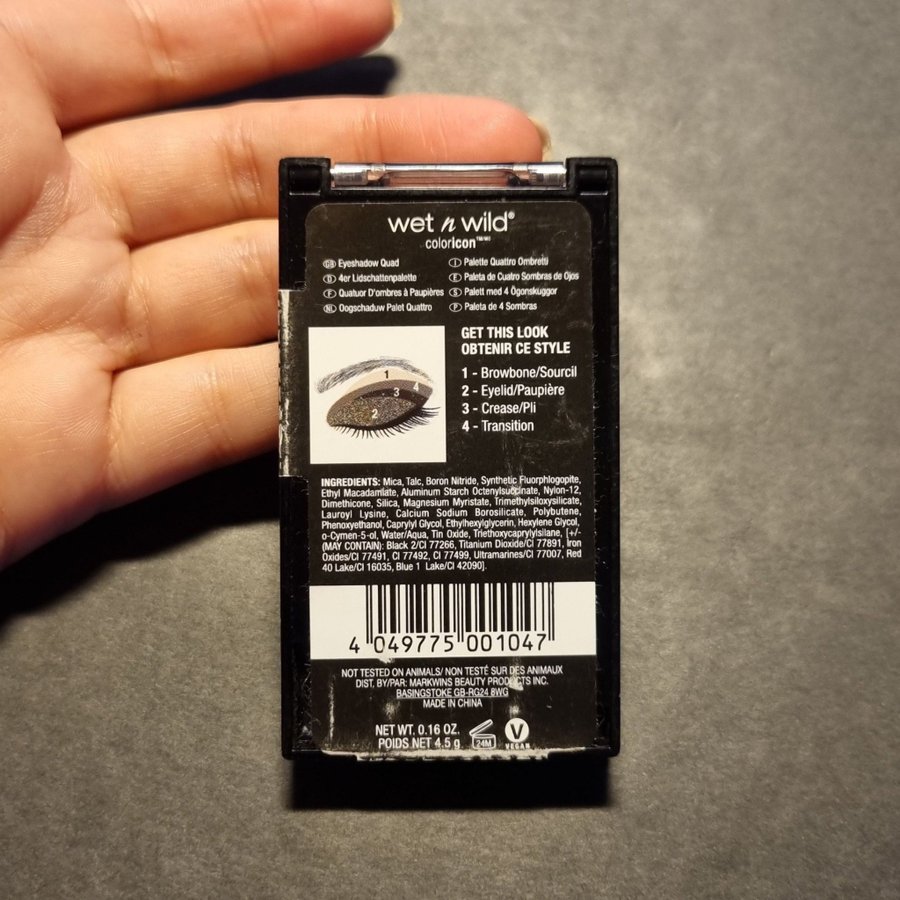 wet n wild®
colorIcon™/MC
GB Eyeshadow Quad
D 4er Lidschattenpalette
F Quatuor D'ombres à Paupières
NL Oogschaduw Palet Quattro
I Palette Quattro Ombretti
E Paleta de Cuatro Sombras de Ojos
S Palett med 4 Ögonskuggor
P Paleta de 4 Sombras
GET THIS LOOK
OBTENIR CE STYLE
1 - Browbone/Sourcil
2 - Eyelid/Paupière
3 - Crease/Pli
4 - Transition
1
3
4
2
INGREDIENTS: Mica, Talc, Boron Nitride, Synthetic Fluorphlogopite,
Ethyl Macadamiate, Aluminum Starch Octenylsuccinate, Nylon-12,
Dimethicone, Silica, Magnesium Myristate, Trimethylsiloxysilicate,
Lauroyl Lysine, Calcium Sodium Borosilicate, Polybutene,
Phenoxyethanol, Caprylyl Glycol, Ethylhexylglycerin, Hexylene Glycol,
o-Cymen-5-ol, Water/Aqua, Tin Oxide, Triethoxycaprylylsilane, [+/-
(MAY CONTAIN): Black 2/CI 77266, Titanium Dioxide/CI 77891, Iron
Oxides/CI 77491, CI 77492, CI 77499, Ultramarines/CI 77007, Red
40 Lake/CI 16035, Blue 1 Lake/CI 42090].
4 049775 001047
NOT TESTED ON ANIMALS/ NON TESTÉ SUR DES ANIMAUX
DIST. BY/PAR: MARKWINS BEAUTY PRODUCTS INC.
BASINGSTOKE GB-RG24 8WG
MADE IN CHINA
NET WT. 0.16 OZ.
POIDS NET 4.5 g
24M
V
VEGAN